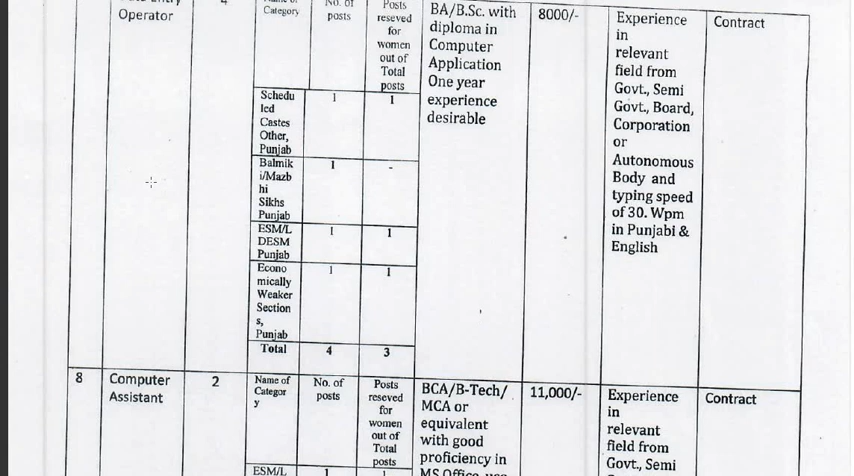 Operator
4
Category
No. of
posts
Posts
reseved
for
women
out of
Total
posts
BA/B.Sc. with
diploma in
Computer
Application
One year
experience
desirable
8000/-
Experience
in
relevant
field from
Govt., Semi
Govt., Board,
Corporation
or
Autonomous
Body and
typing speed
of 30. Wpm
in Punjabi &
English
Contract
Schedu
led
Castes
Other,
Punjab
1
1
Balmik
i/Mazb
hi
Sikhs
Punjab
1
-
ESM/L
DESM
Punjab
1
1
Econo
mically
Weaker
Section
s,
Punjab
1
1
Total
4
3
8
Computer
Assistant
2
Name of
Categor
y
No. of
posts
Posts
reseved
for
women
out of
Total
posts
BCA/B-Tech/
MCA or
equivalent
with good
proficiency in
MS Office
11,000/-
Experience
in
relevant
field from
Govt., Semi
Contract
ESM/L
1
1